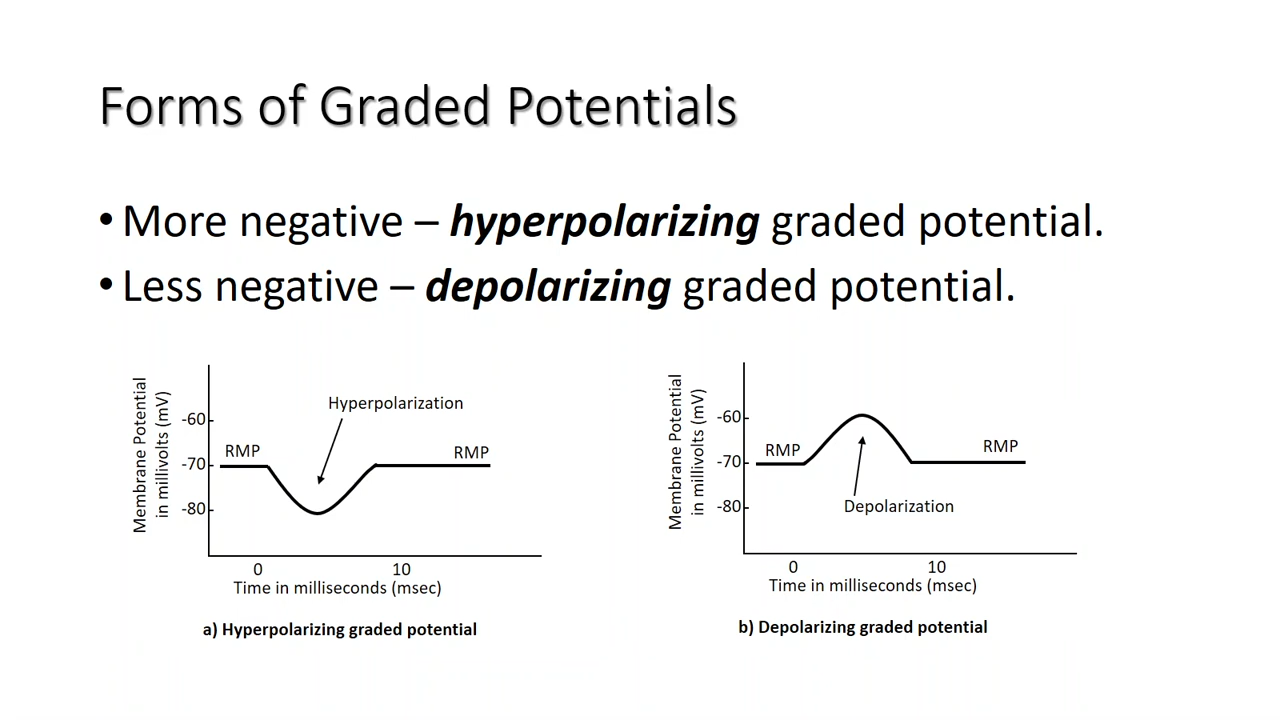 Forms of Graded Potentials
• More negative – hyperpolarizing graded potential.
• Less negative – depolarizing graded potential.
Membrane Potential
in millivolts (mV)
-60
-70
-80
RMP
Hyperpolarization
RMP
0 10
Time in milliseconds (msec)
a) Hyperpolarizing graded potential
Membrane Potential
in millivolts (mV)
-60
-70
-80
RMP
Depolarization
RMP
0 10
Time in milliseconds (msec)
b) Depolarizing graded potential